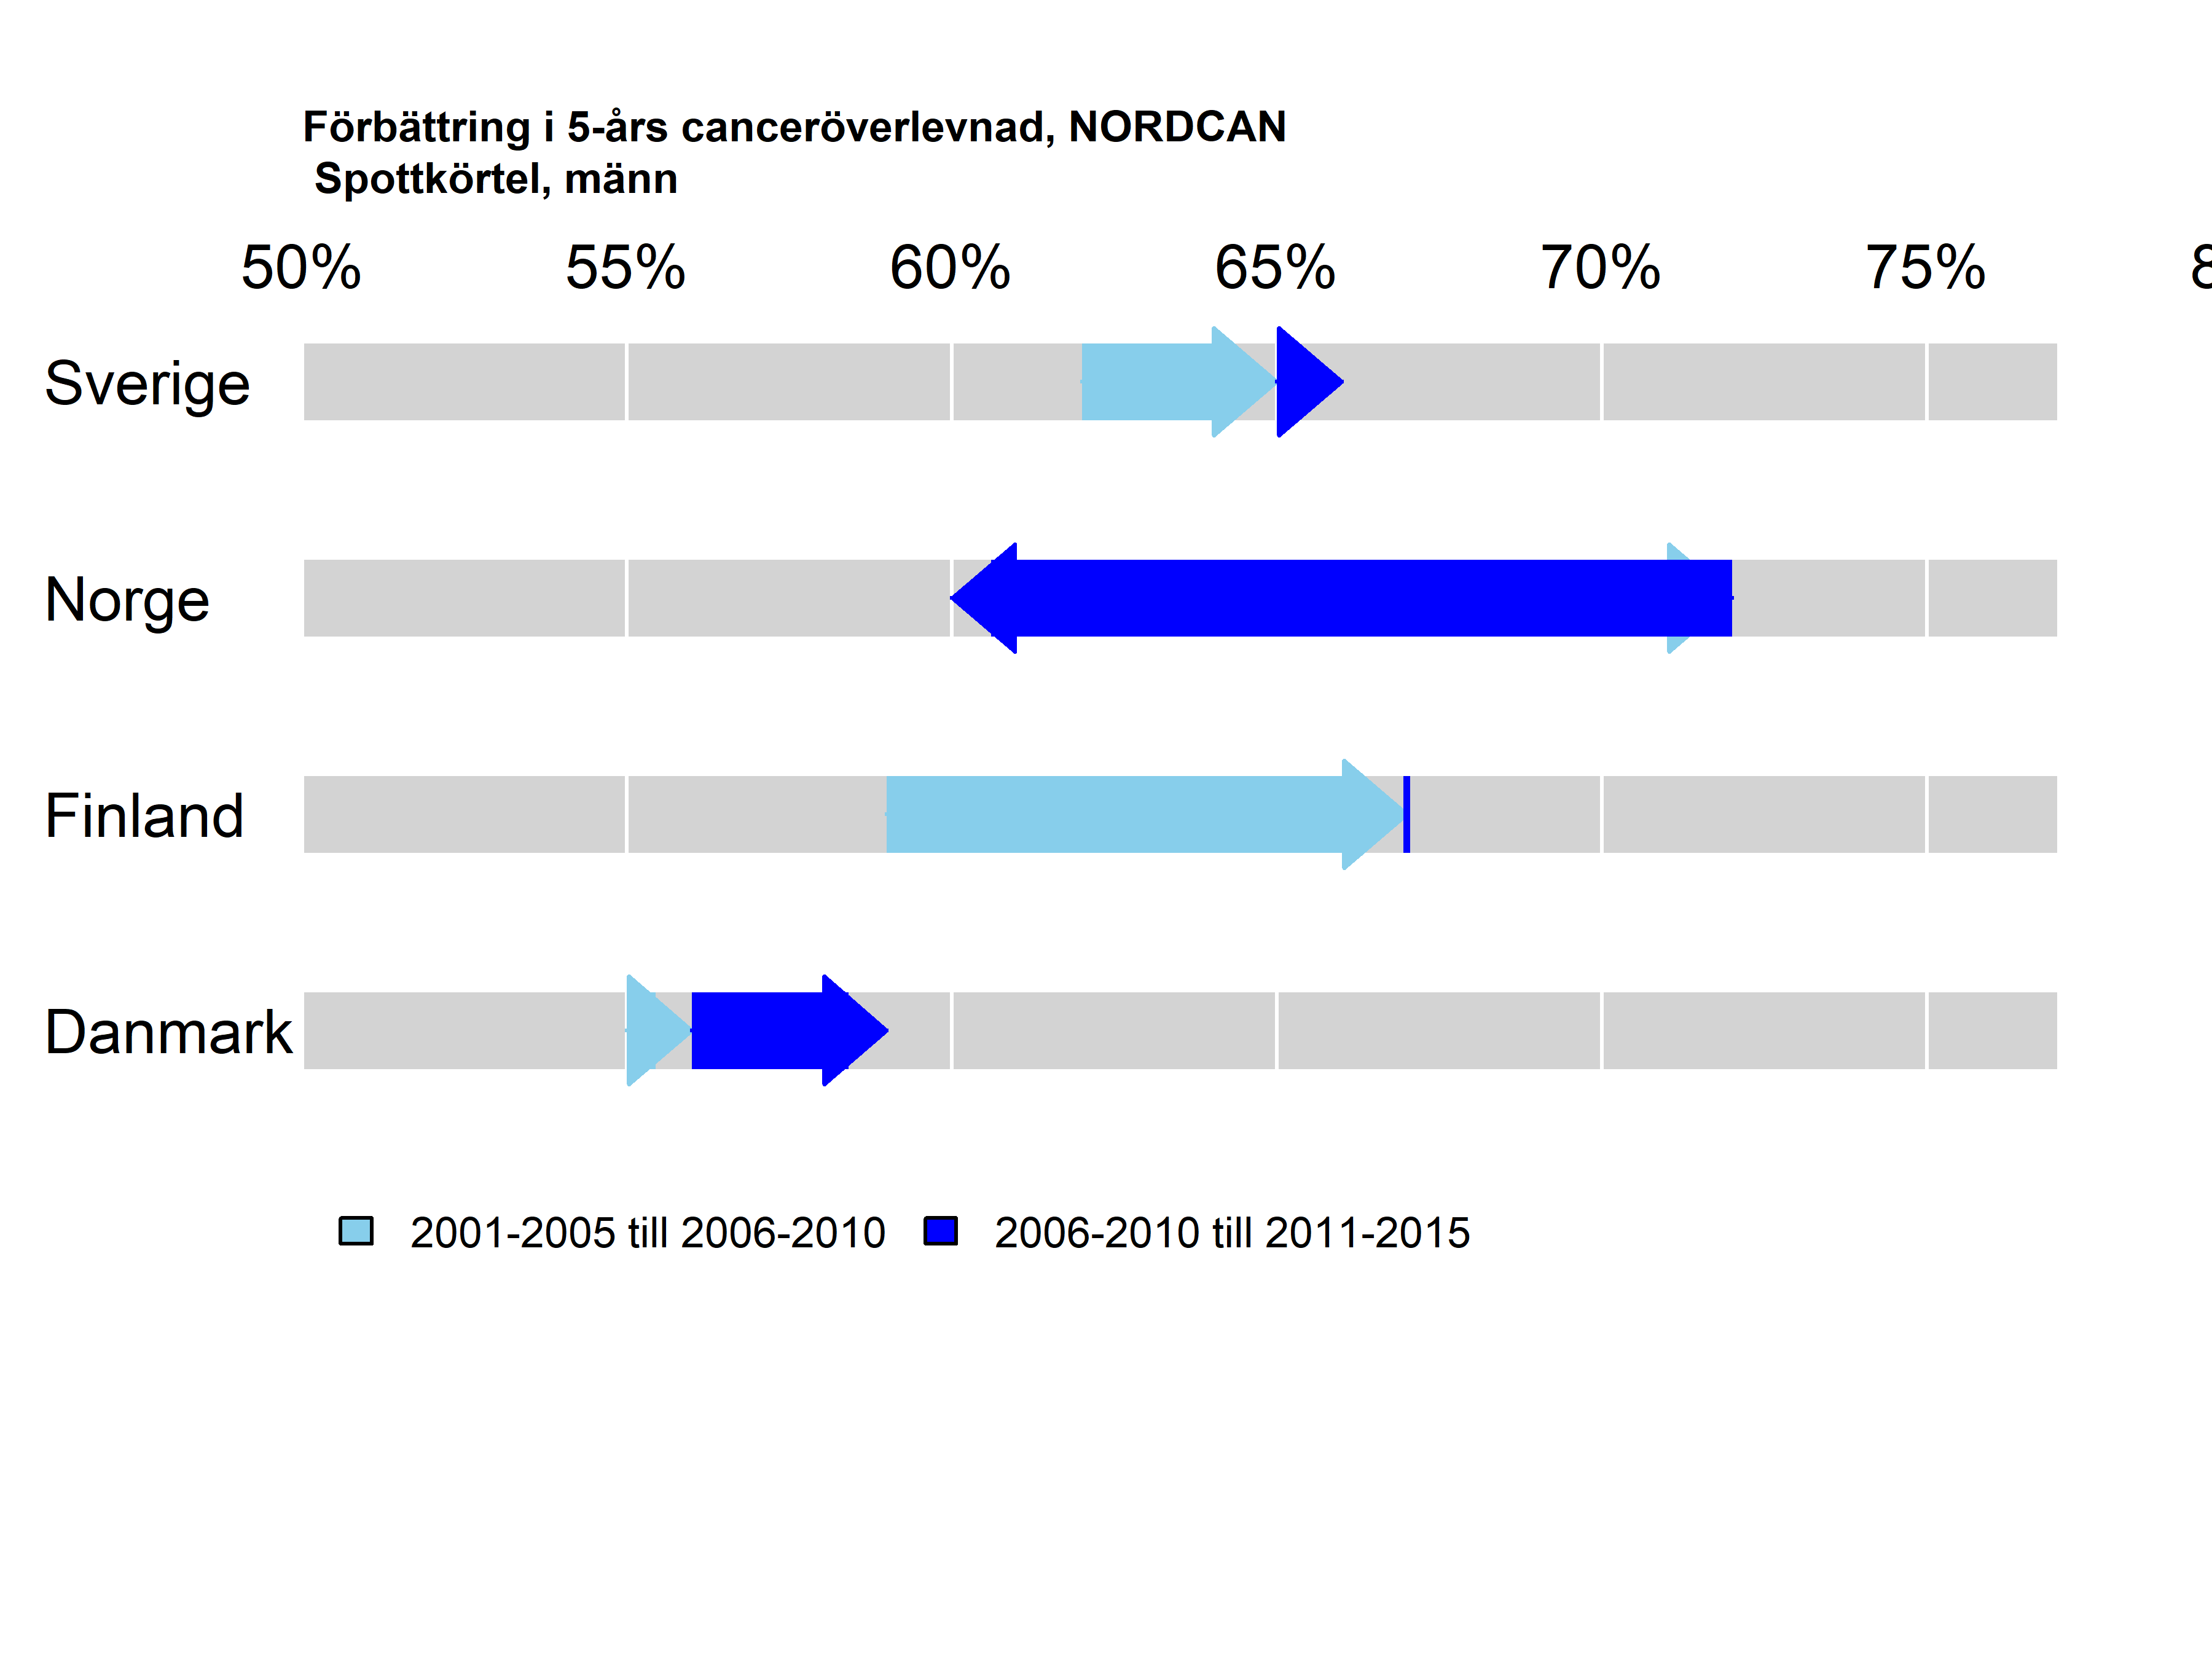 Förbättring i 5-års canceröverlevnad, NORDCAN
Spottkörtel, männ
50% 55% 60% 65% 70% 75% 8
Sverige
Norge
Finland
Danmark
2001-2005 till 2006-2010 2006-2010 till 2011-2015